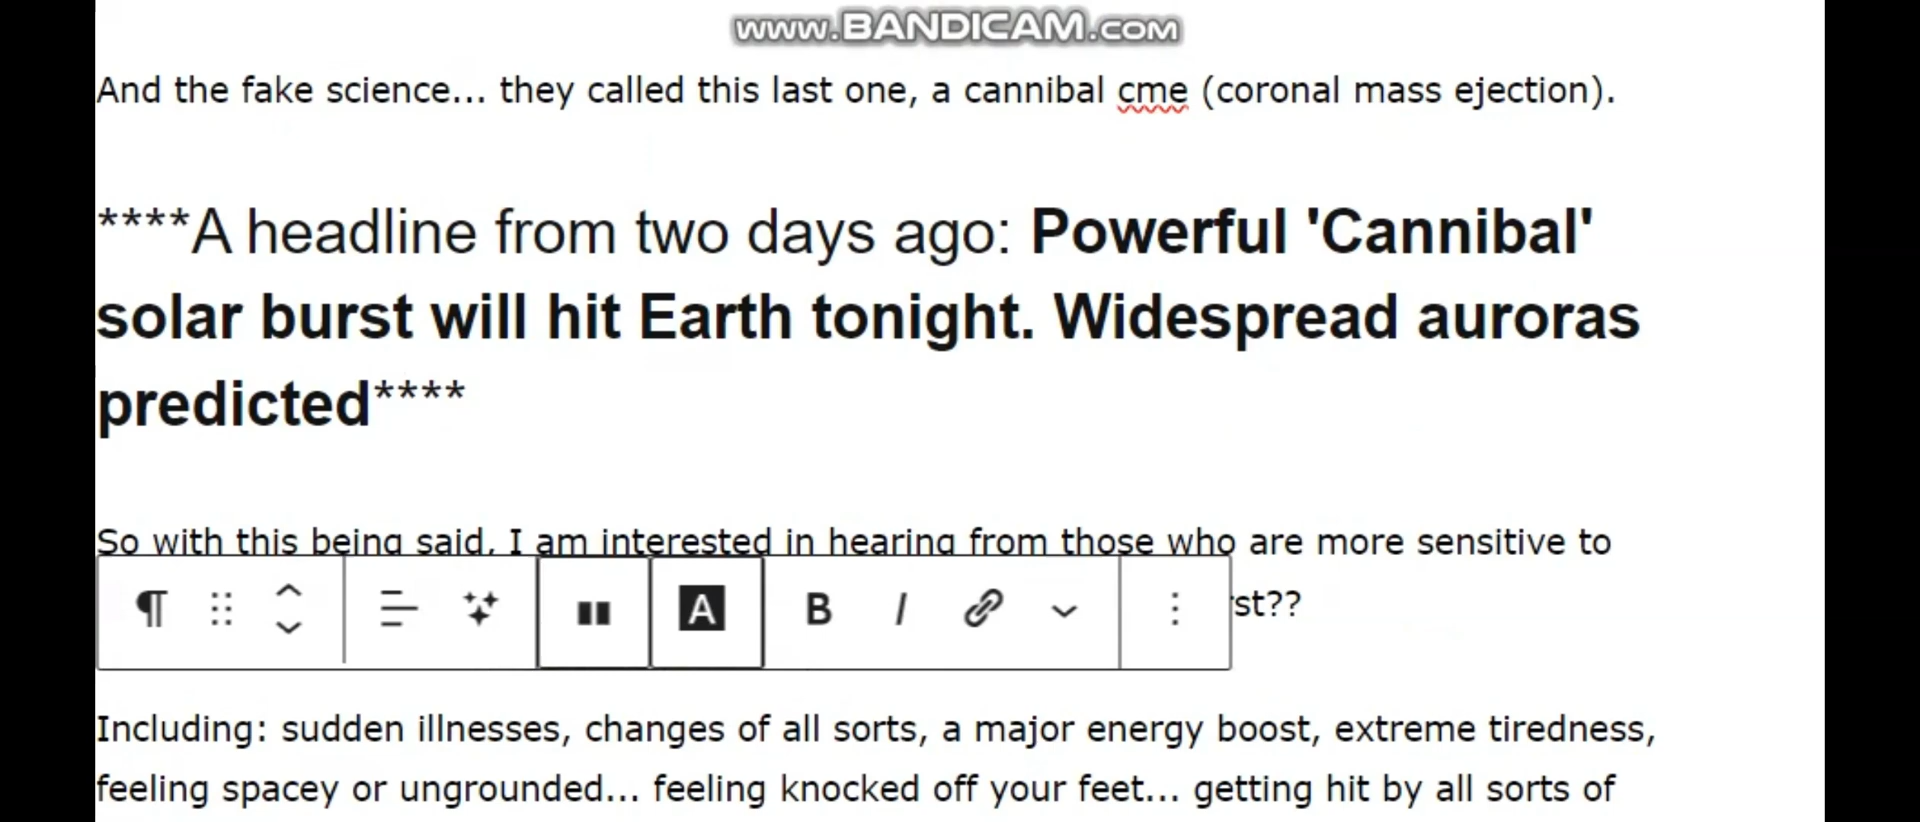 www.BANDICAM.com
And the fake science... they called this last one, a cannibal cme (coronal mass ejection).
****A headline from two days ago: Powerful 'Cannibal'
solar burst will hit Earth tonight. Widespread auroras
predicted****
So with this being said, I am interested in hearing from those who are more sensitive to
st??
Including: sudden illnesses, changes of all sorts, a major energy boost, extreme tiredness,
feeling spacey or ungrounded... feeling knocked off your feet... getting hit by all sorts of